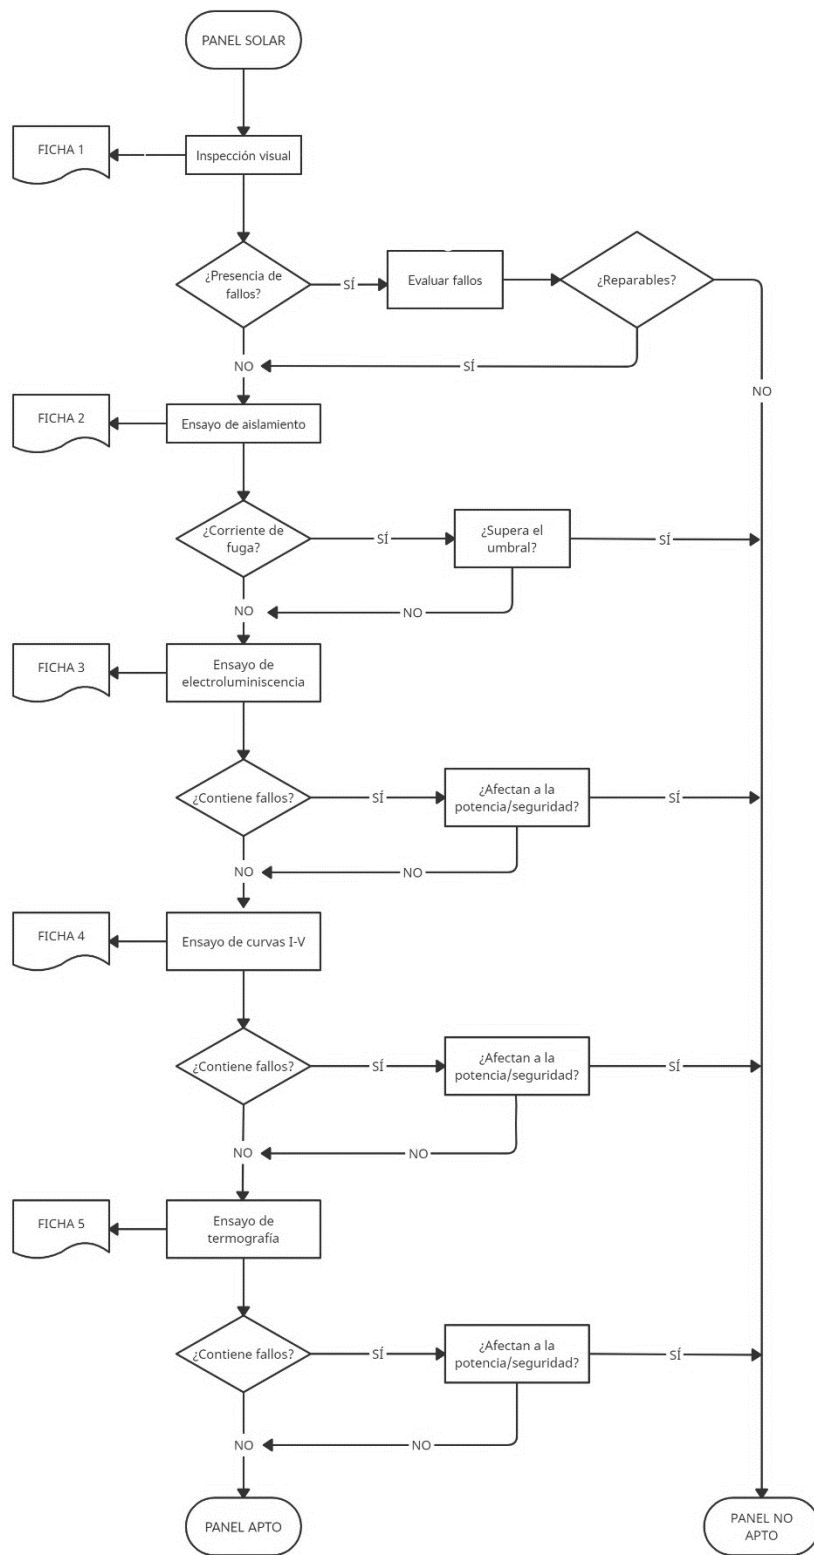 PANEL SOLAR
FICHA 1
Inspección visual
¿Presencia de
fallos?
SÍ
Evaluar fallos
¿Reparables?
NO
SÍ
NO
FICHA 2
Ensayo de aislamiento
¿Corriente de
fuga?
SÍ
¿Supera el
umbral?
SÍ
NO
NO
FICHA 3
Ensayo de
electroluminiscencia
¿Contiene fallos?
SÍ
¿Afectan a la
potencia/seguridad?
SÍ
NO
NO
FICHA 4
Ensayo de curvas I-V
¿Contiene fallos?
SÍ
¿Afectan a la
potencia/seguridad?
SÍ
NO
NO
FICHA 5
Ensayo de
termografía
¿Contiene fallos?
SÍ
¿Afectan a la
potencia/seguridad?
SÍ
NO
NO
PANEL APTO
PANEL NO
APTO